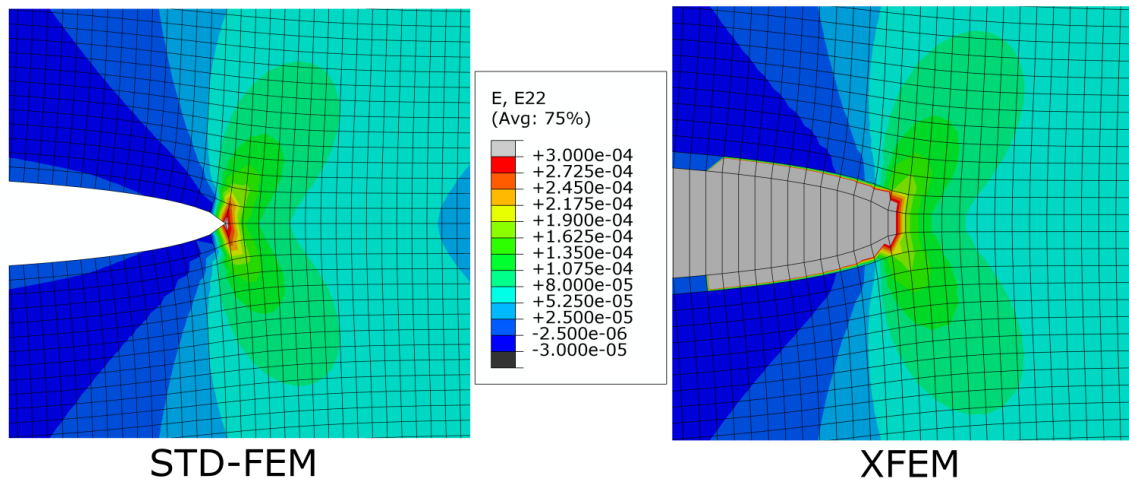 E, E22
(Avg: 75%)
+3.000e-04
+2.725e-04
+2.450e-04
+2.175e-04
+1.900e-04
+1.625e-04
+1.350e-04
+1.075e-04
+8.000e-05
+5.250e-05
+2.500e-05
-2.500e-06
-3.000e-05
STD-FEM
XFEM